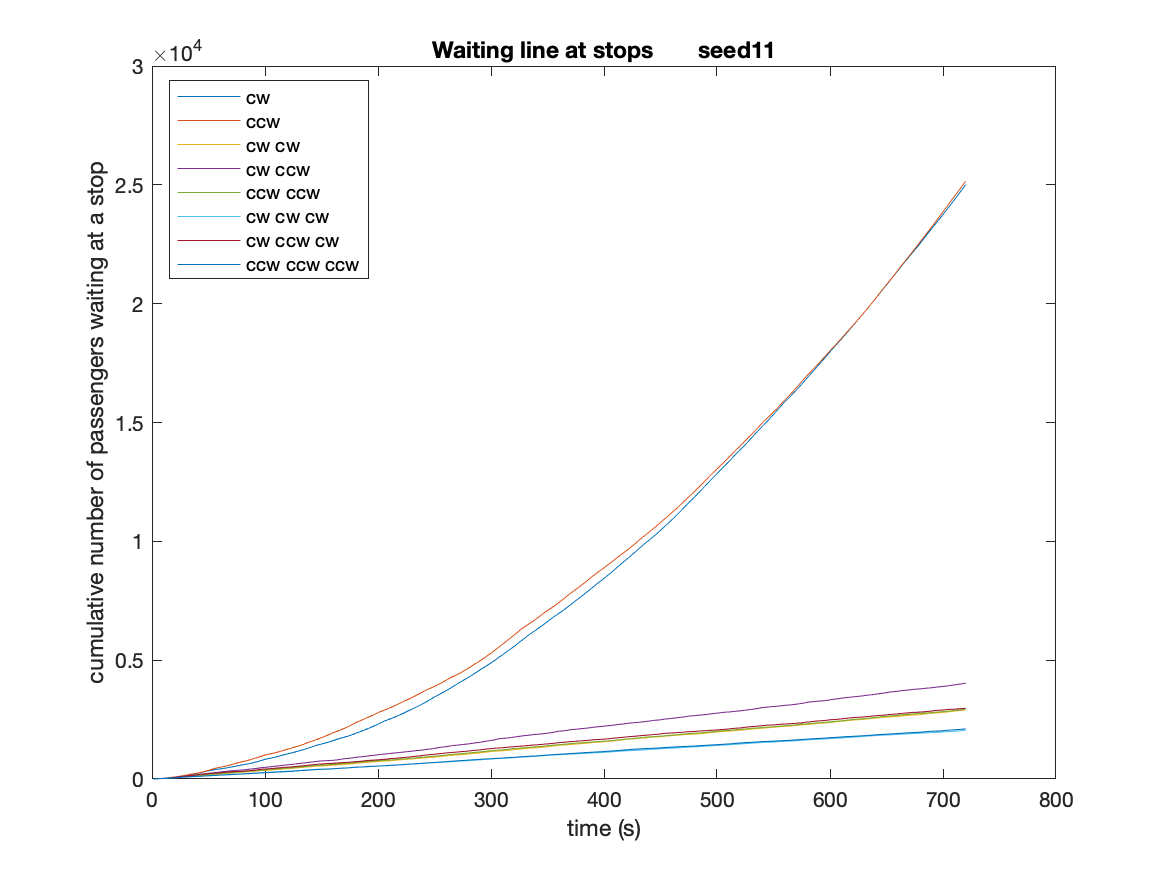 ×10⁴
Waiting line at stops seed11
3
2.5
2
1.5
1
0.5
0
cumulative number of passengers waiting at a stop
CW
CCW
CW CW
CW CCW
CCW CCW
CW CW CW
CW CCW CW
CCW CCW CCW
0 100 200 300 400 500 600 700 800
time (s)